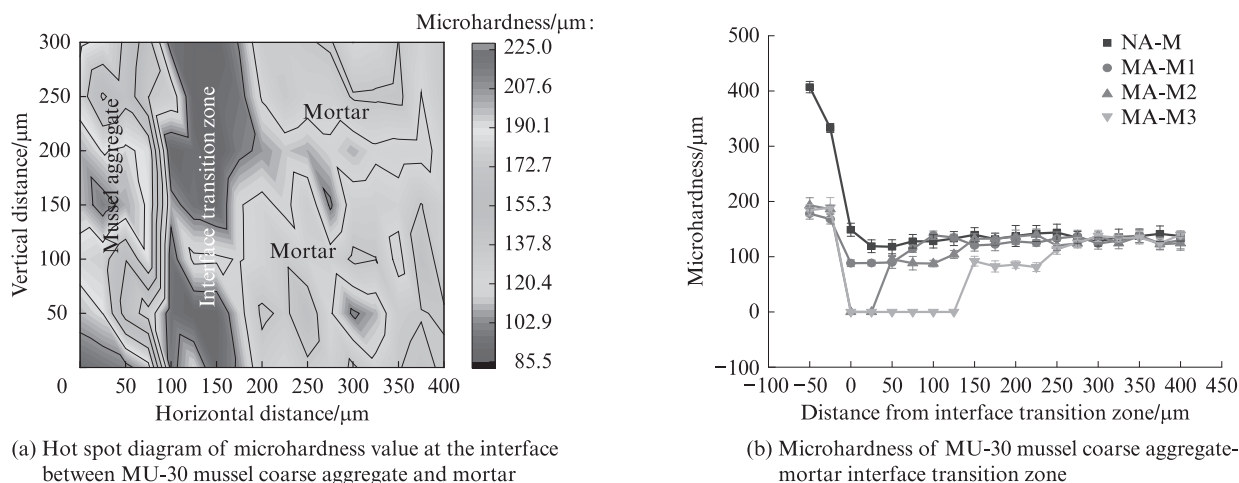 Microhardness/μm:
300
250
200
150
100
50
0
50
100
150
200
250
300
350
400
Vertical distance/μm
Horizontal distance/μm
Mussel aggregate
Interface transition zone
Mortar
Mortar
225.0
207.6
190.1
172.7
155.3
137.8
120.4
102.9
85.5
(a) Hot spot diagram of microhardness value at the interface
between MU-30 mussel coarse aggregate and mortar
500
400
300
200
100
0
−100
Microhardness/μm
NA-M
MA-M1
MA-M2
MA-M3
−100
−50
0
50
100
150
200
250
300
350
400
450
Distance from interface transition zone/μm
(b) Microhardness of MU-30 mussel coarse aggregate-
mortar interface transition zone